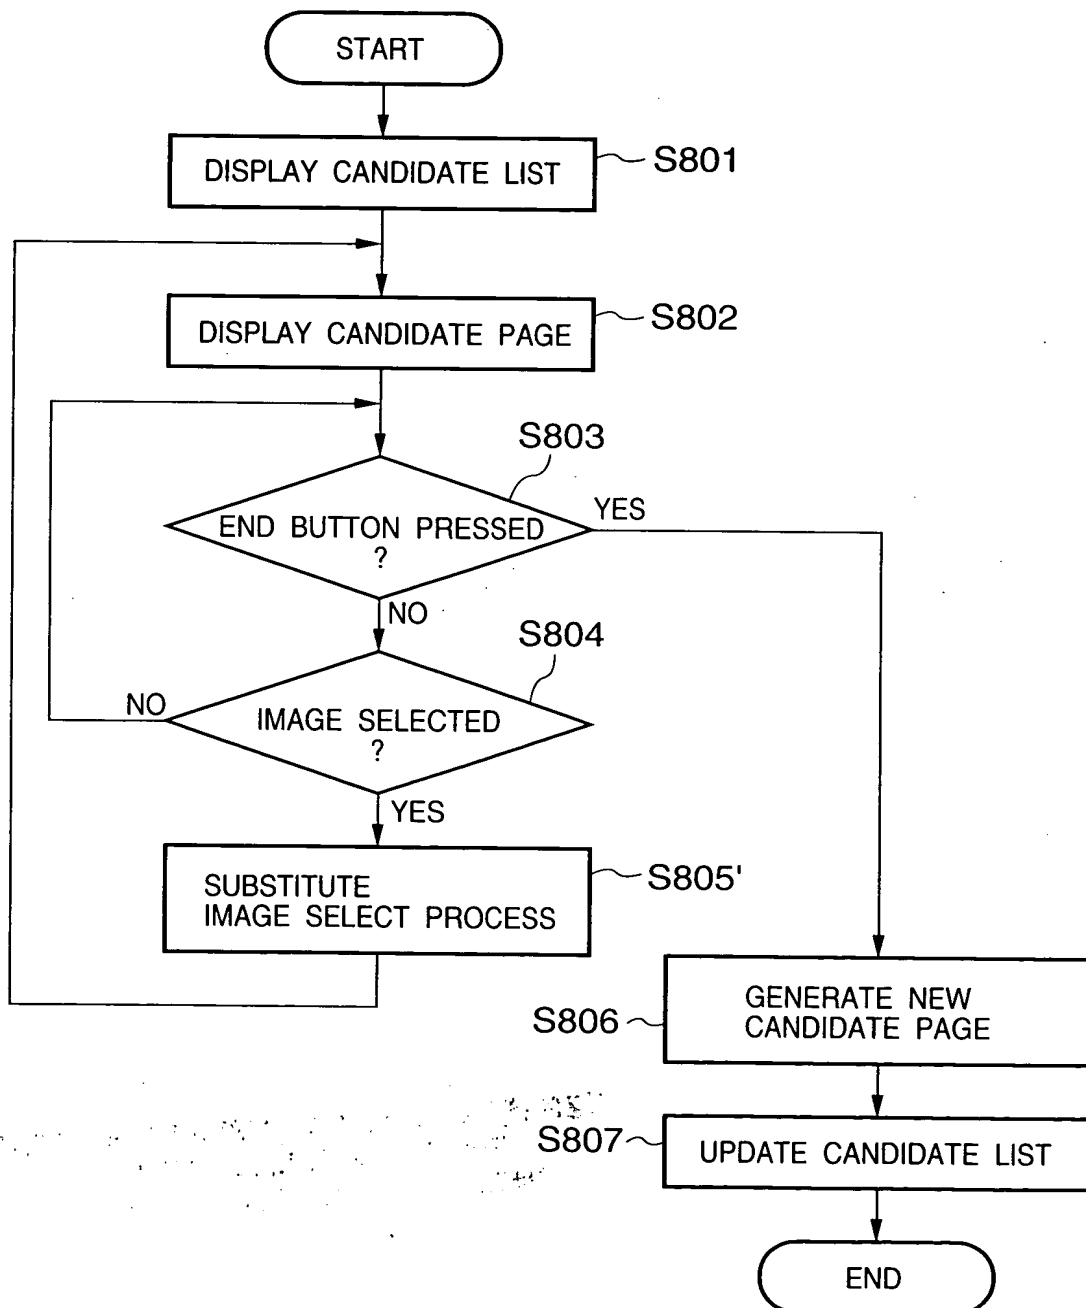 START
DISPLAY CANDIDATE LIST
S801
DISPLAY CANDIDATE PAGE
S802
S803
END BUTTON PRESSED
?
YES
NO
S804
NO
IMAGE SELECTED
?
YES
SUBSTITUTE
IMAGE SELECT PROCESS
S805'
S806
GENERATE NEW
CANDIDATE PAGE
S807
UPDATE CANDIDATE LIST
END